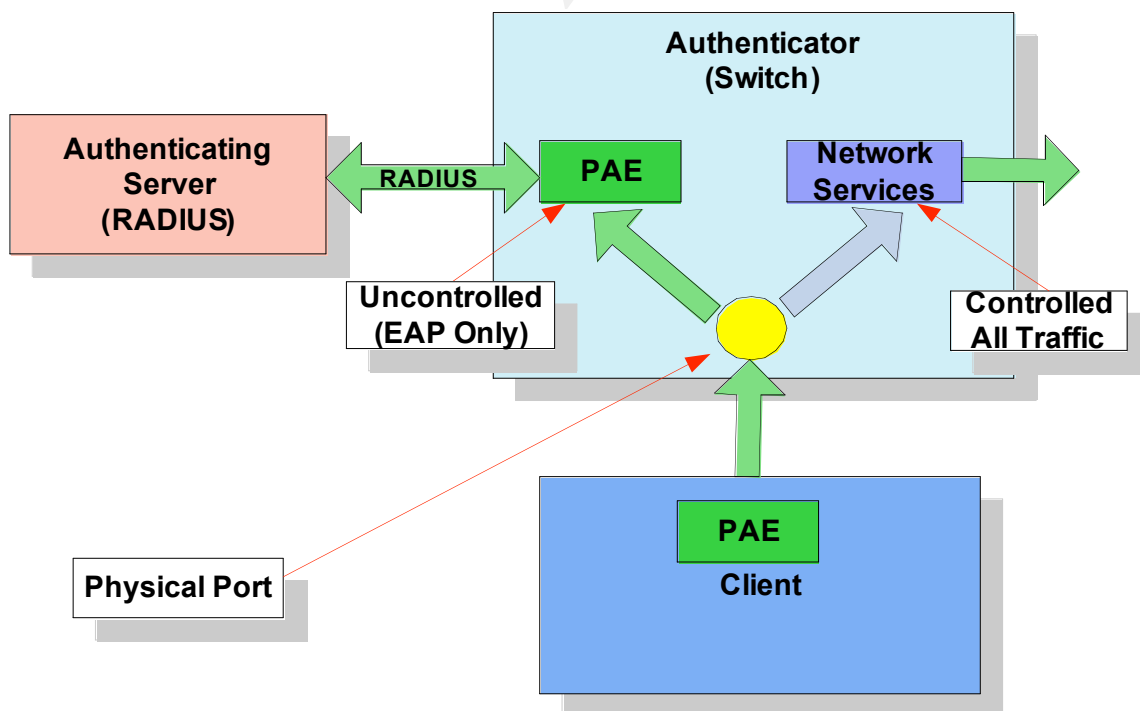 Authenticator
(Switch)
Authenticating
Server
(RADIUS)
RADIUS
PAE
Network
Services
Uncontrolled
(EAP Only)
Controlled
All Traffic
Physical Port
PAE
Client